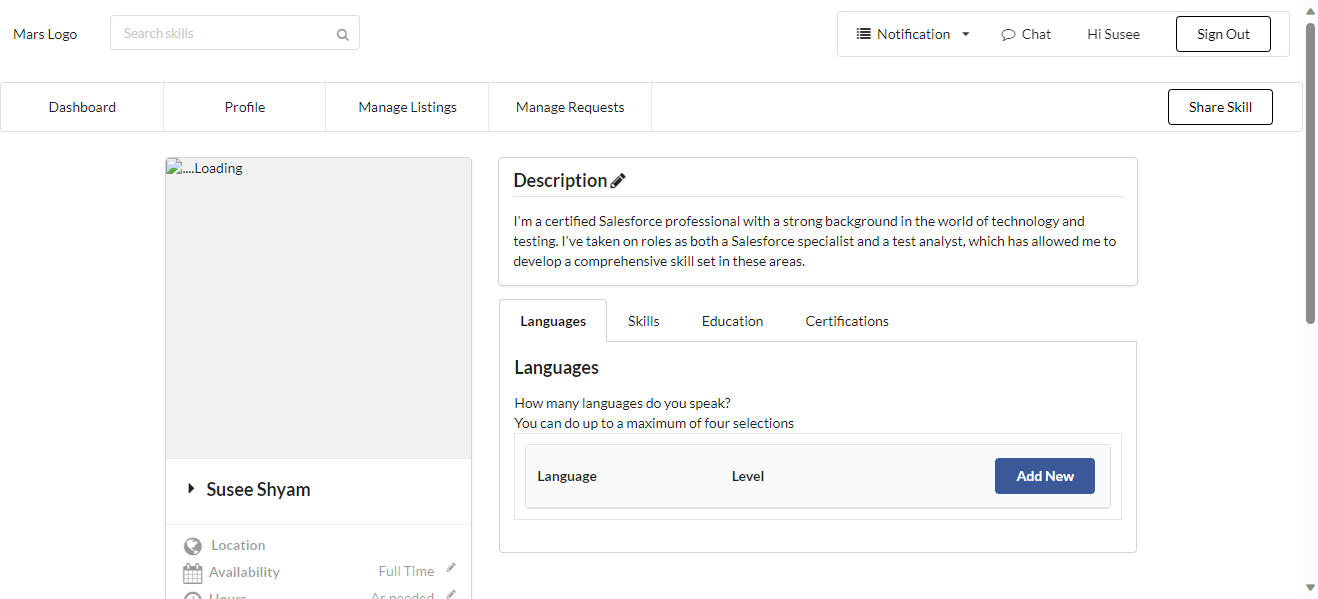 Mars Logo
Search skills
Notification
Chat
Hi Susee
Sign Out
Dashboard
Profile
Manage Listings
Manage Requests
Share Skill
....Loading
Susee Shyam
Location
Availability
Full Time
Hours
As needed
Description
I'm a certified Salesforce professional with a strong background in the world of technology and
testing. I've taken on roles as both a Salesforce specialist and a test analyst, which has allowed me to
develop a comprehensive skill set in these areas.
Languages
Skills
Education
Certifications
Languages
How many languages do you speak?
You can do up to a maximum of four selections
Language
Level
Add New